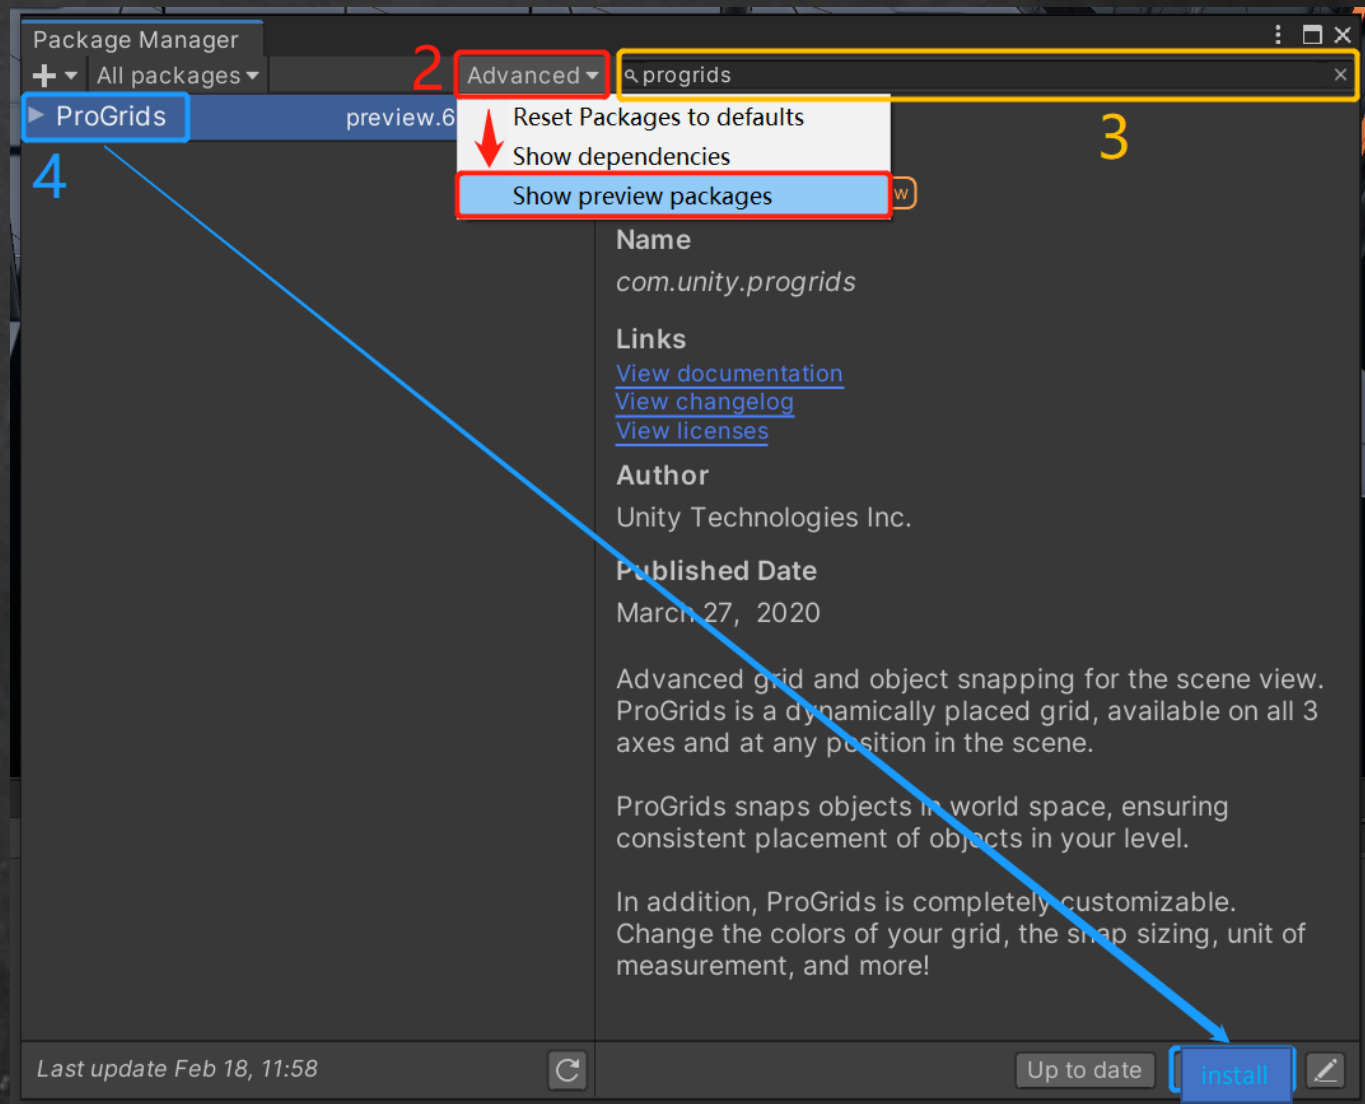 Package Manager
All packages
2
Advanced
progrids
ProGrids
preview.6
Reset Packages to defaults
3
Show dependencies
4
Show preview packages
w
Name
com.unity.progrids
Links
View documentation
View changelog
View licenses
Author
Unity Technologies Inc.
Published Date
March 27, 2020
Advanced grid and object snapping for the scene view.
ProGrids is a dynamically placed grid, available on all 3
axes and at any position in the scene.
ProGrids snaps objects in world space, ensuring
consistent placement of objects in your level.
In addition, ProGrids is completely customizable.
Change the colors of your grid, the snap sizing, unit of
measurement, and more!
Last update Feb 18, 11:58
Up to date
install